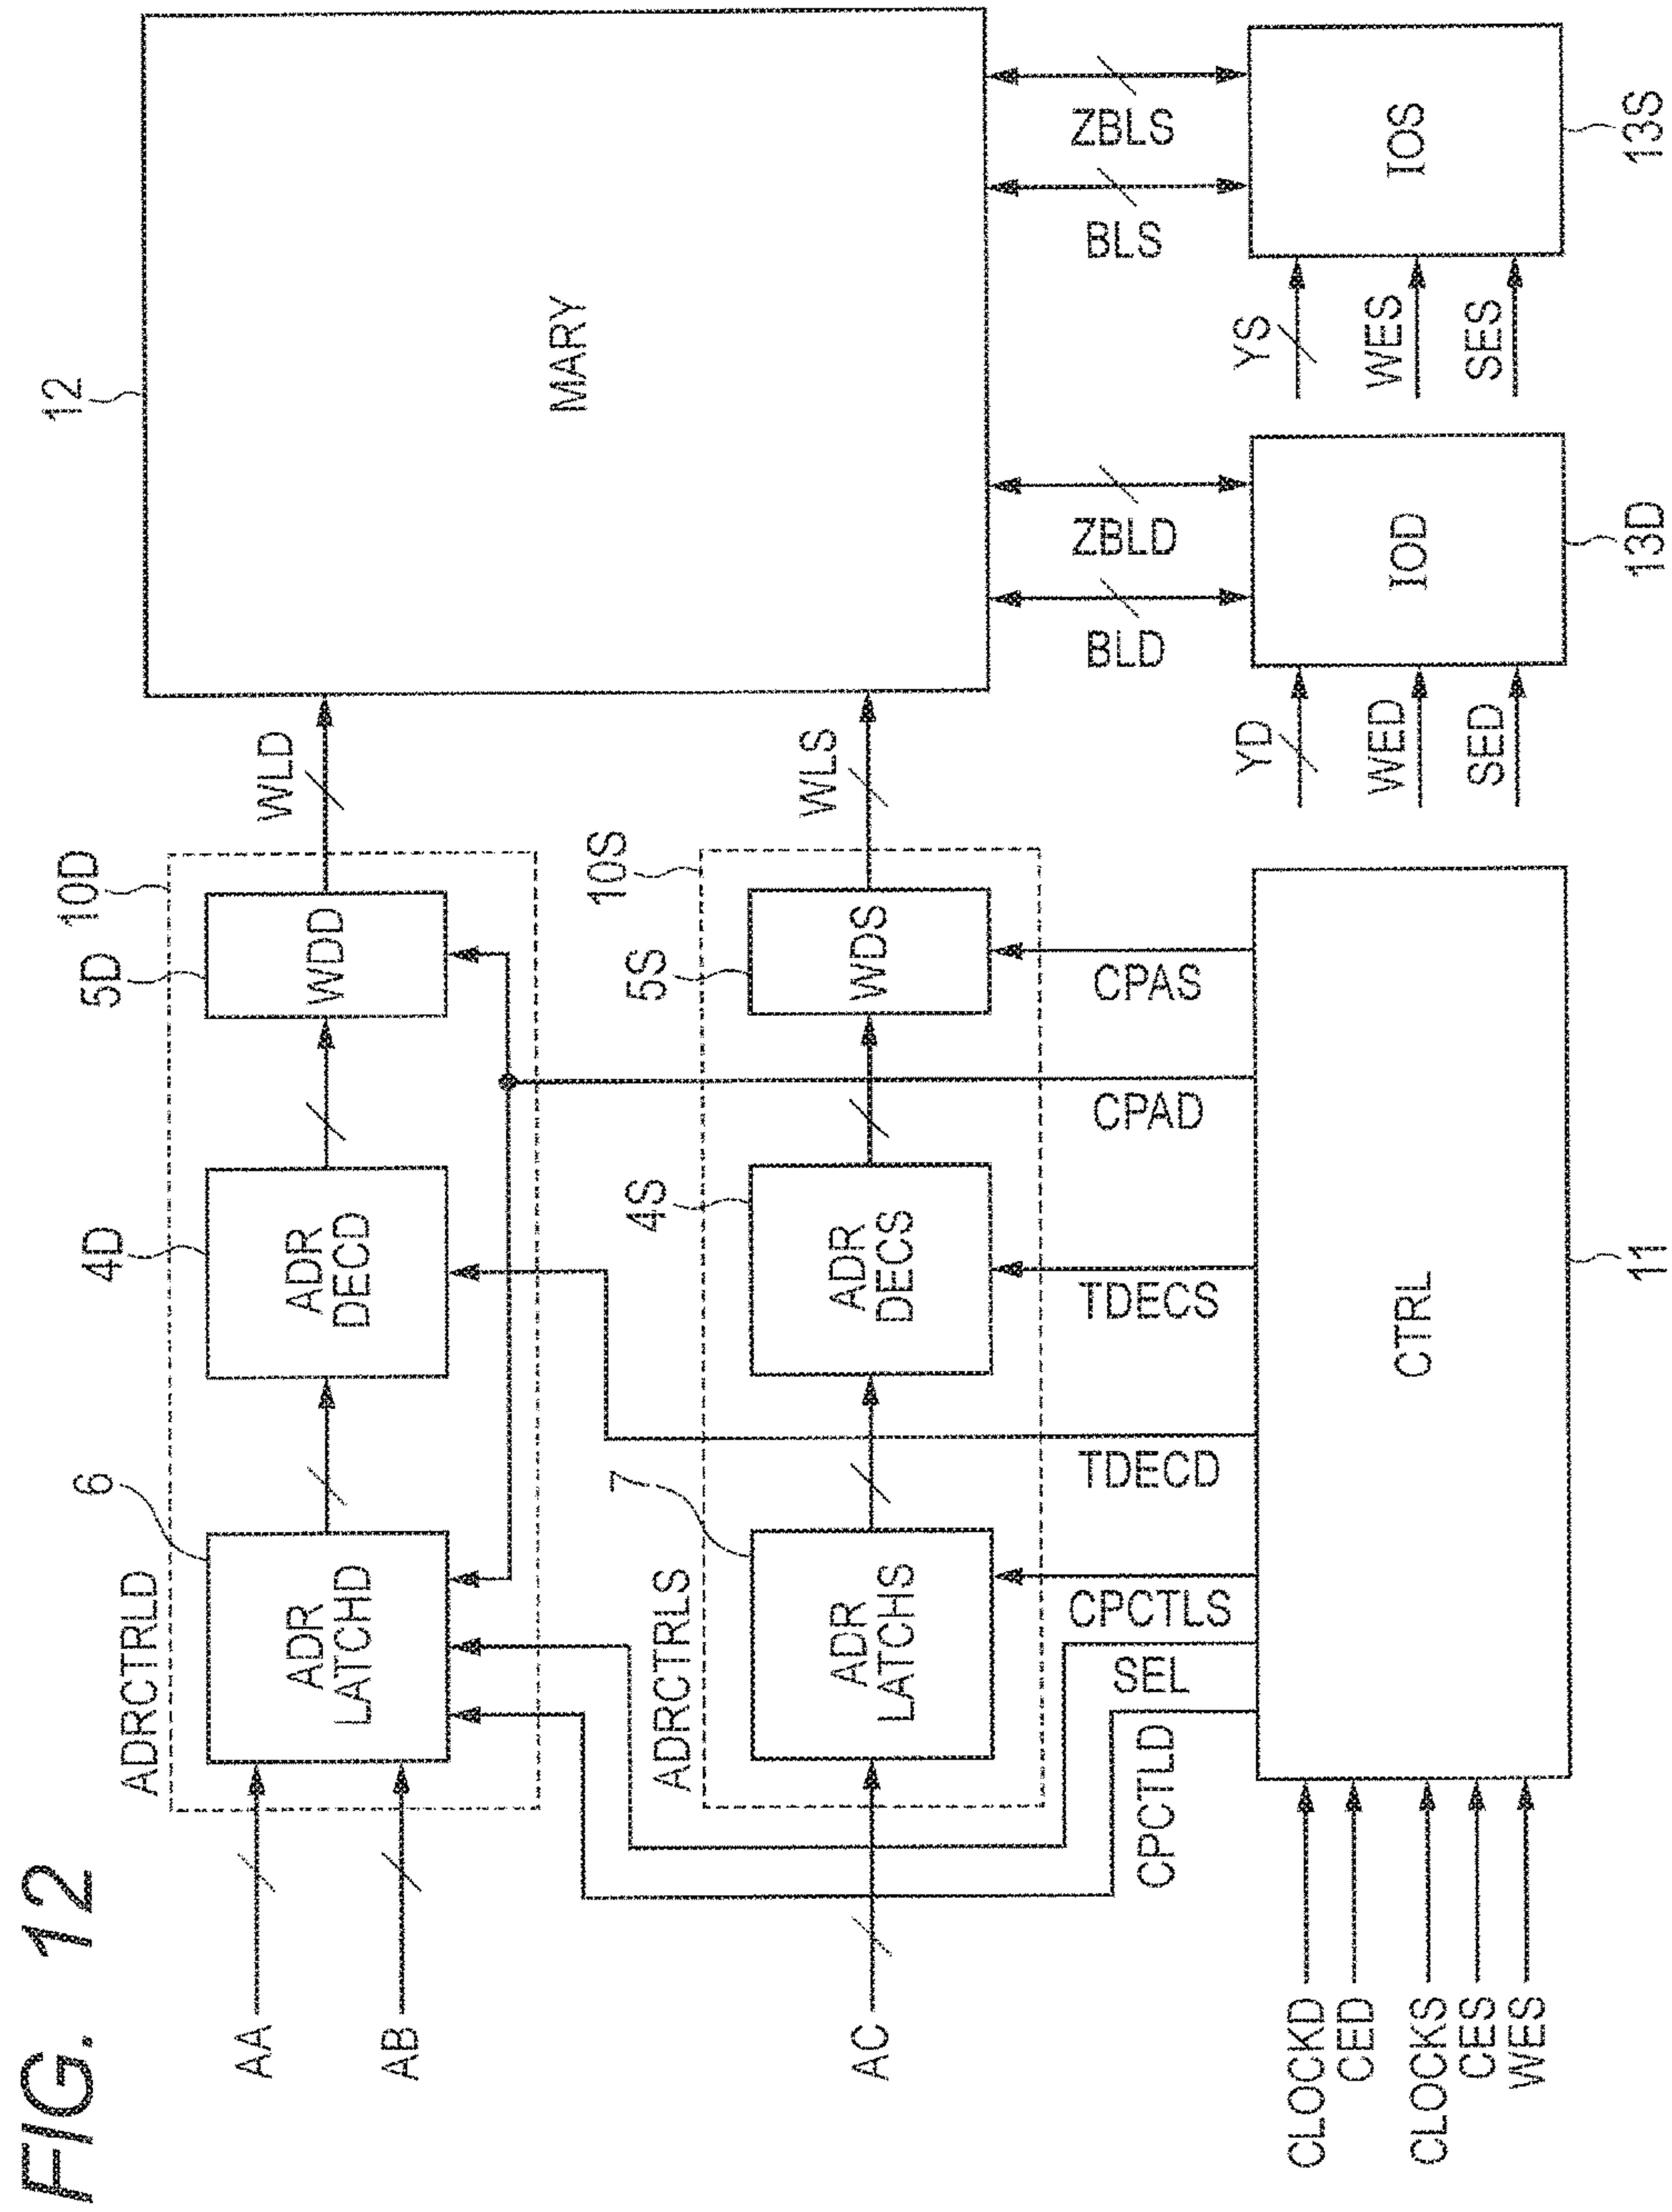 FIG. 12
ADRCTRLD
10D
6
4D
5D
12
AA
AB
ADR
LATCHD
ADR
DECD
WDD
WLD
MARY
ADRCTRLS
10S
7
4S
5S
AC
ADR
LATCHS
ADR
DECS
WDS
WLS
CPCTLD
SEL
CPCTLS
TDECD
TDECS
CPAD
CPAS
BLD
ZBLD
BLS
ZBLS
CLOCKD
CED
CLOCKS
CES
WES
CTRL
11
YD
WED
SED
IOD
13D
YS
WES
SES
IOS
13S